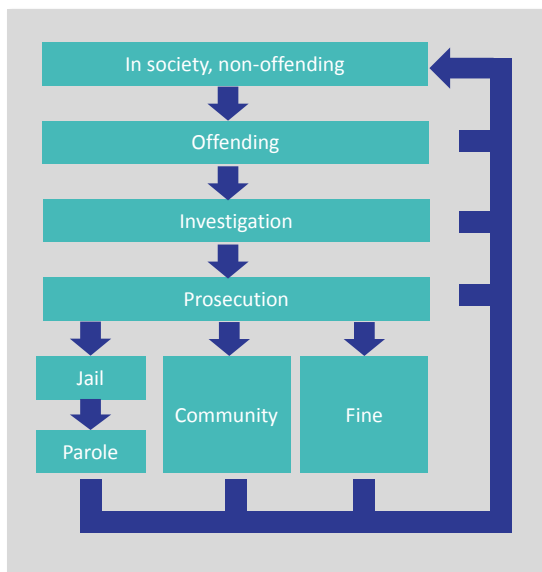 In society, non-offending
Offending
Investigation
Prosecution
Jail
Community
Fine
Parole